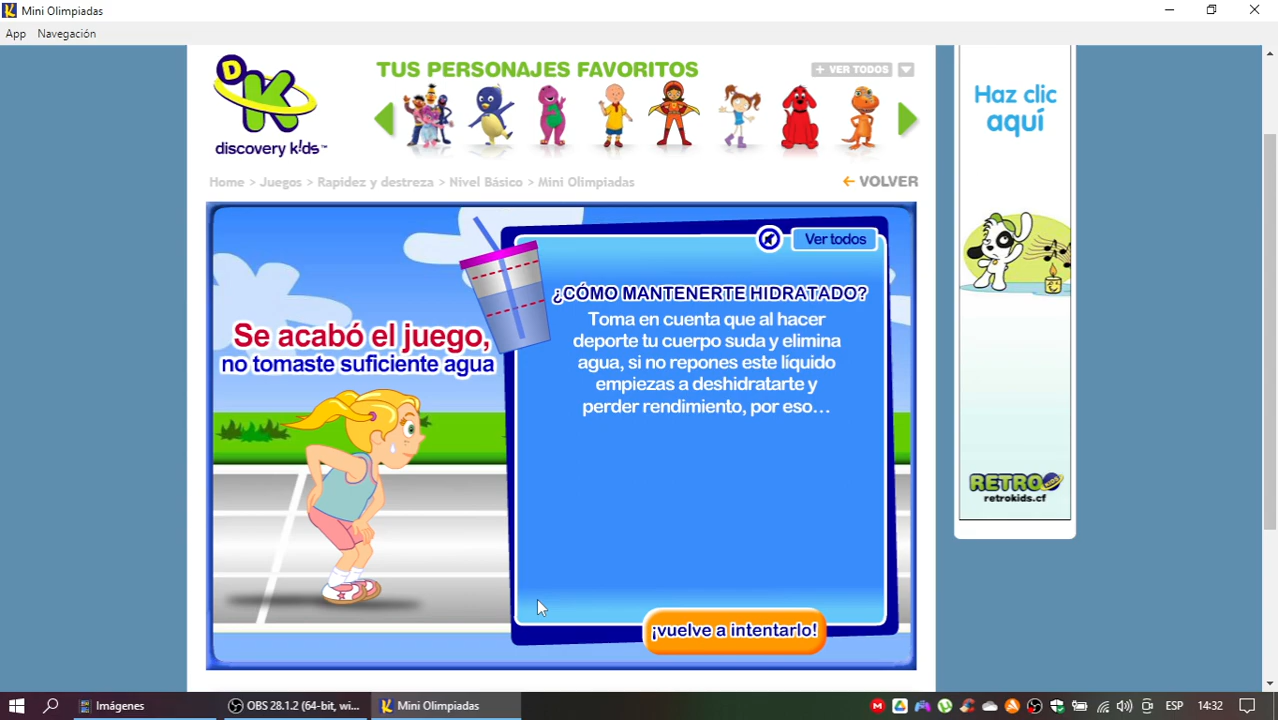 Mini Olimpiadas
App Navegación
D
K
discovery k!ds™
TUS PERSONAJES FAVORITOS
+ VER TODOS
Haz clic
aquí
Home > Juegos > Rapidez y destreza > Nivel Básico > Mini Olimpiadas
VOLVER
Ver todos
¿CÓMO MANTENERTE HIDRATADO?
Toma en cuenta que al hacer
deporte tu cuerpo suda y elimina
agua, si no repones este líquido
empiezas a deshidratarte y
perder rendimiento, por eso…
Se acabó el juego,
no tomaste suficiente agua
¡vuelve a intentarlo!
RETRO
retrokids.cf
Imágenes
OBS 28.1.2 (64-bit, wi...
Mini Olimpiadas
ESP
14:32